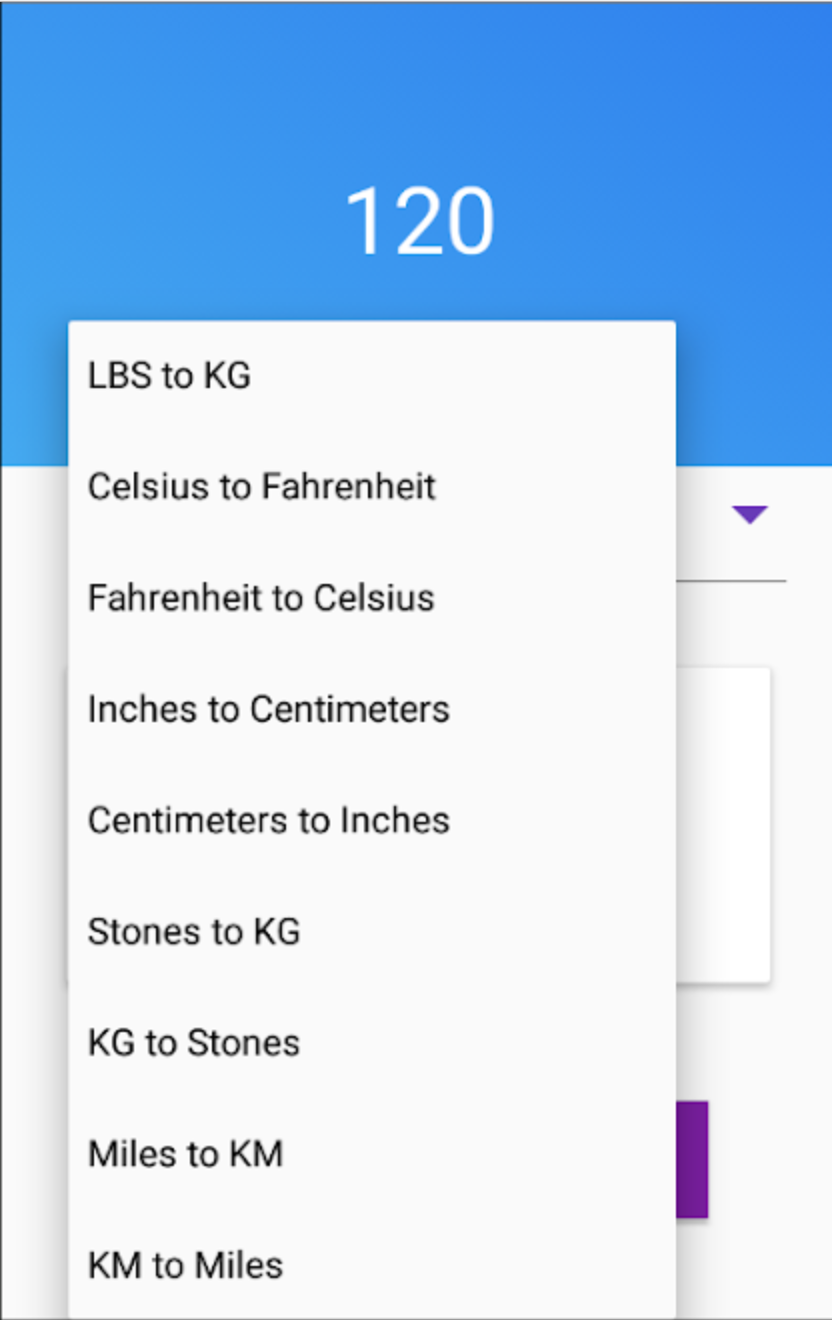 120
LBS to KG
Celsius to Fahrenheit
Fahrenheit to Celsius
Inches to Centimeters
Centimeters to Inches
Stones to KG
KG to Stones
Miles to KM
KM to Miles